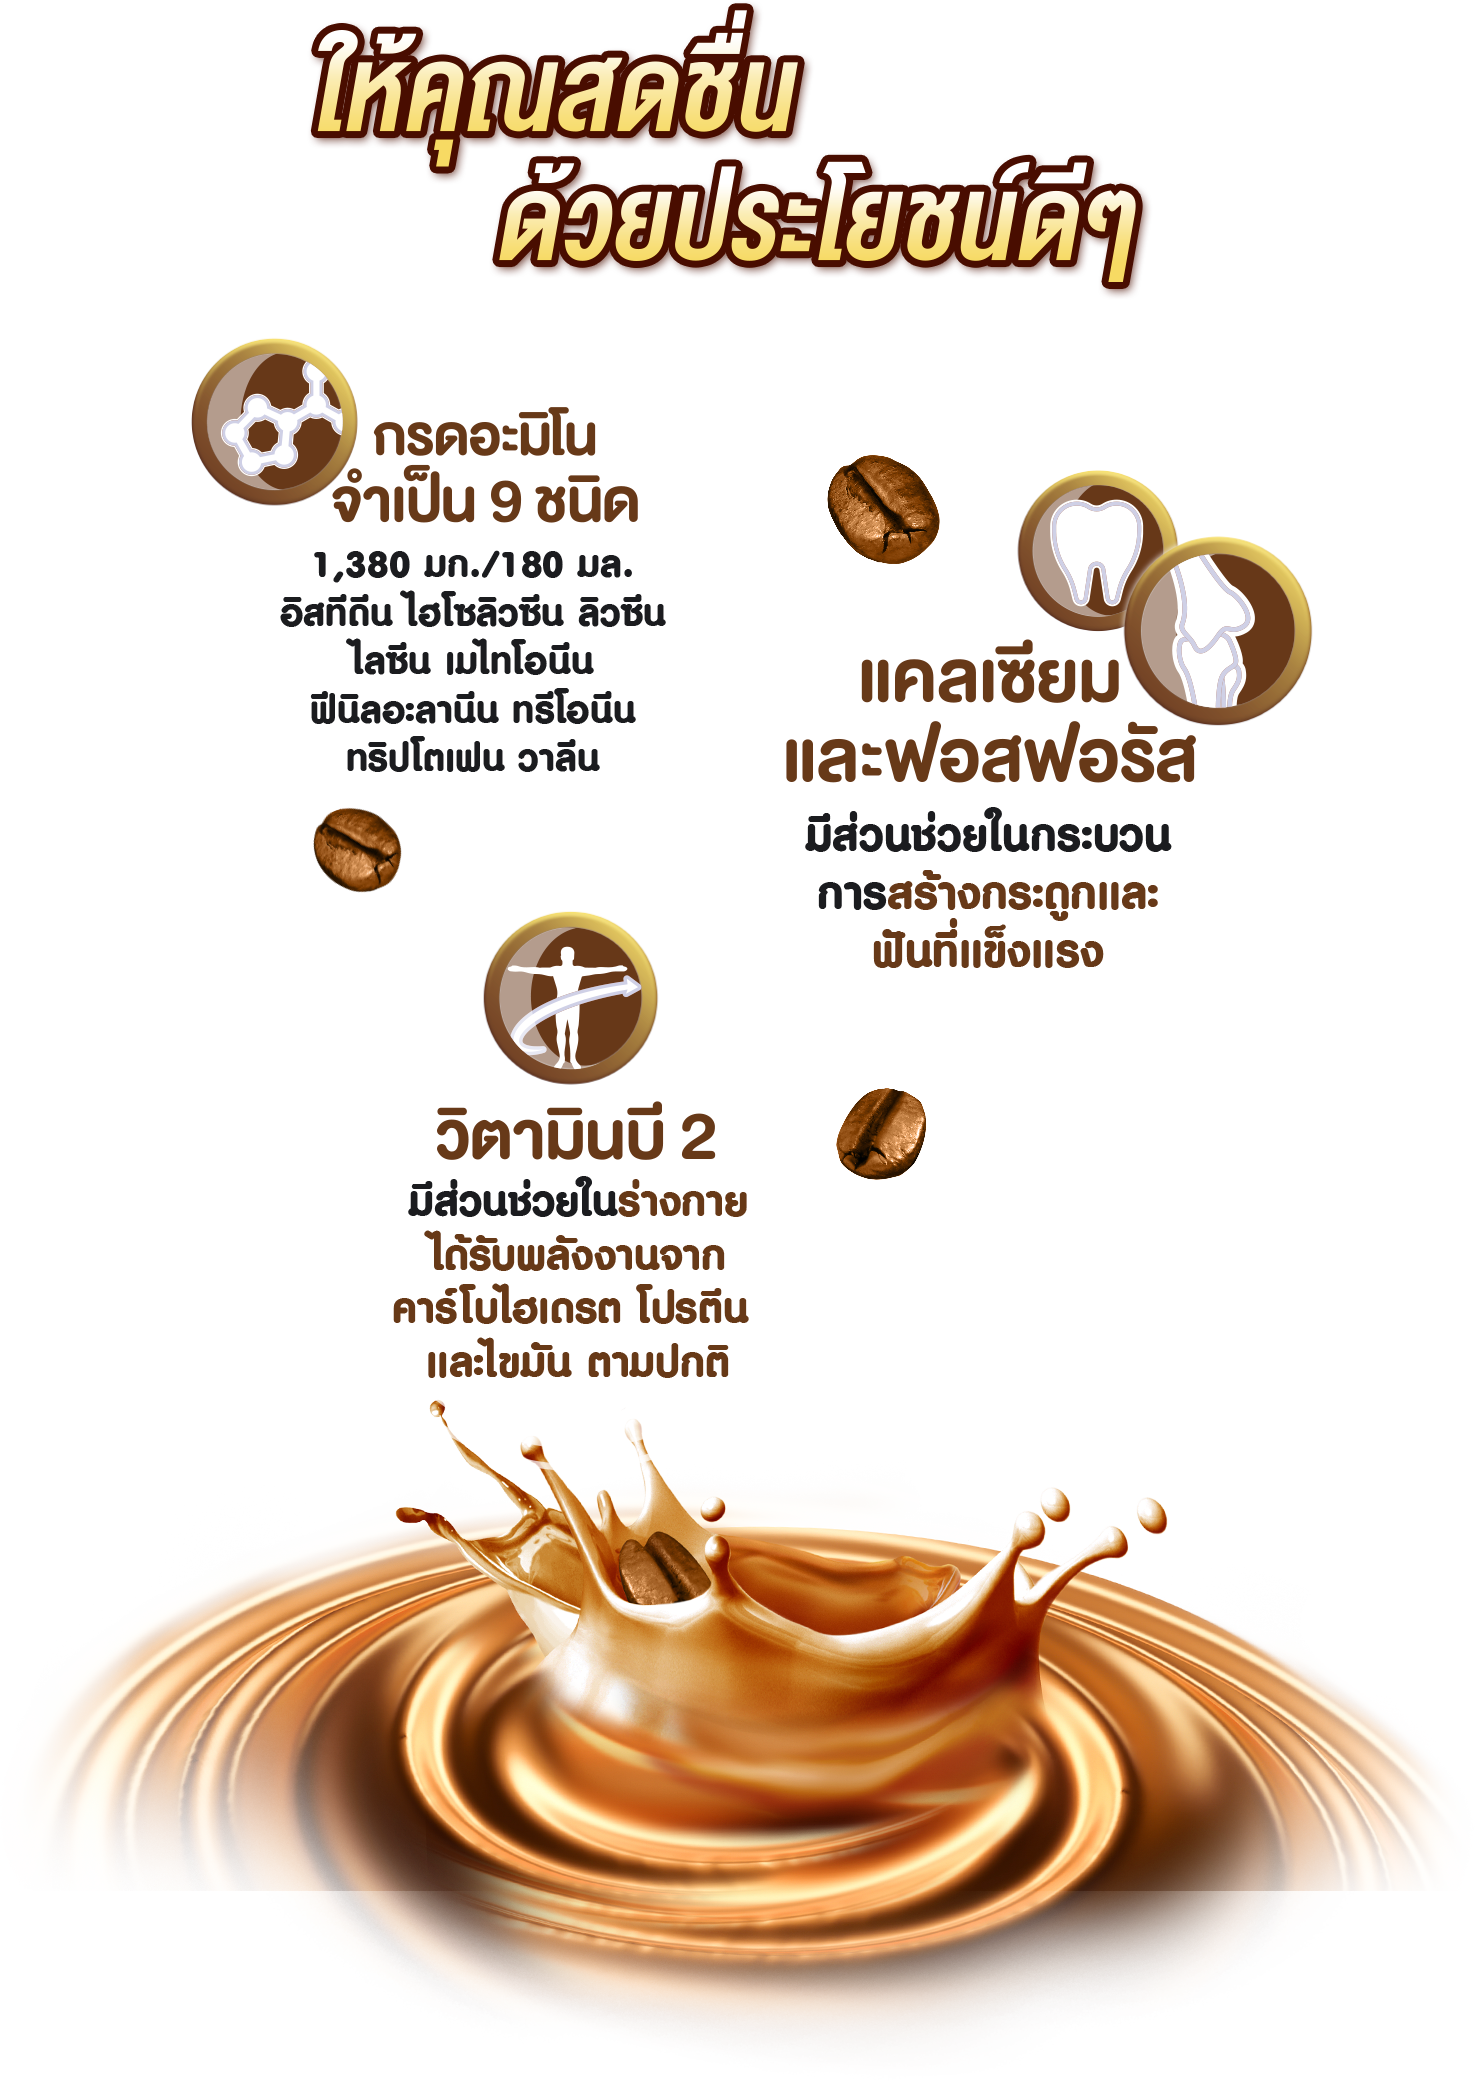 ให้คุณสดชื่น
ด้วยประโยชน์ดีๆ
กรดอะมิโน
จำเป็น 9 ชนิด
1,380 มก./180 มล.
ฮิสทีดีน ไฮโซลิวซีน ลิวซีน
ไลซีน เมไทโอนีน
ฟีนิลอะลานีน ทรีโอนีน
ทริปโตเฟน วาลีน
แคลเซียม
และฟอสฟอรัส
มีส่วนช่วยในกระบวน
การสร้างกระดูกและ
ฟันที่แข็งแรง
วิตามินบี 2
มีส่วนช่วยในร่างกาย
ได้รับพลังงานจาก
คาร์โบไฮเดรต โปรตีน
และไขมัน ตามปกติ